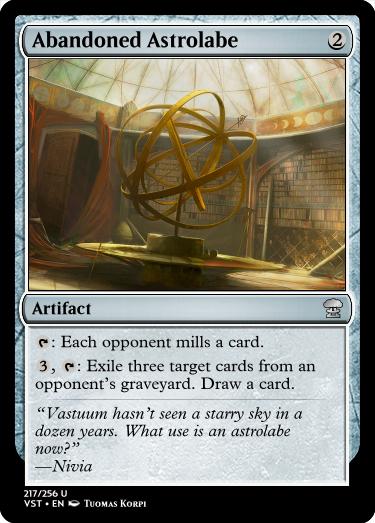 Abandoned Astrolabe 2
Artifact
: Each opponent mills a card.
3, : Exile three target cards from an
opponent's graveyard. Draw a card.
"Vastuum hasn't seen a starry sky in a
dozen years. What use is an astrolabe
now?"
—Nivia
217/256 U
VST • EN Tuomas Korpi